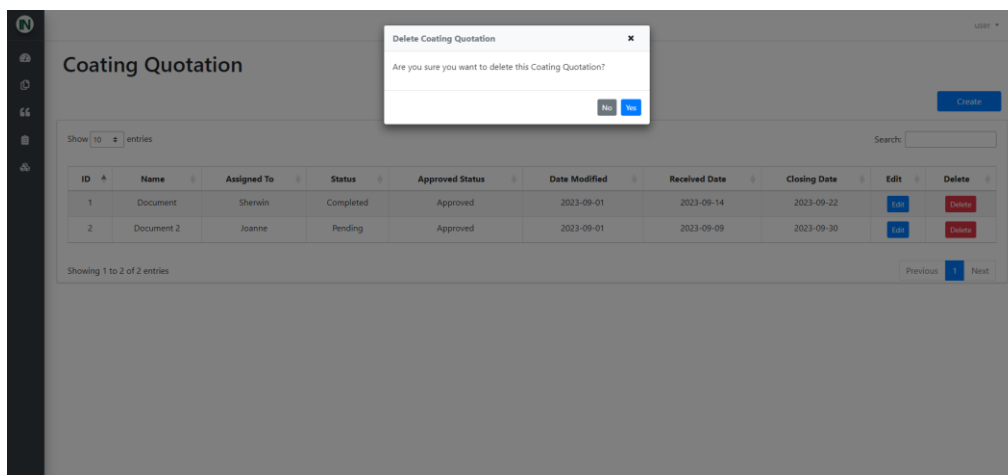 IN
user
Delete Coating Quotation
Are you sure you want to delete this Coating Quotation?
No Yes
Coating Quotation
Create
Show 10 entries
Search:
ID Name Assigned To Status Approved Status Date Modified Received Date Closing Date Edit Delete
1 Document Sherwin Completed Approved 2023-09-01 2023-09-14 2023-09-22 Edit Delete
2 Document 2 Joanne Pending Approved 2023-09-01 2023-09-09 2023-09-30 Edit Delete
Showing 1 to 2 of 2 entries
Previous 1 Next